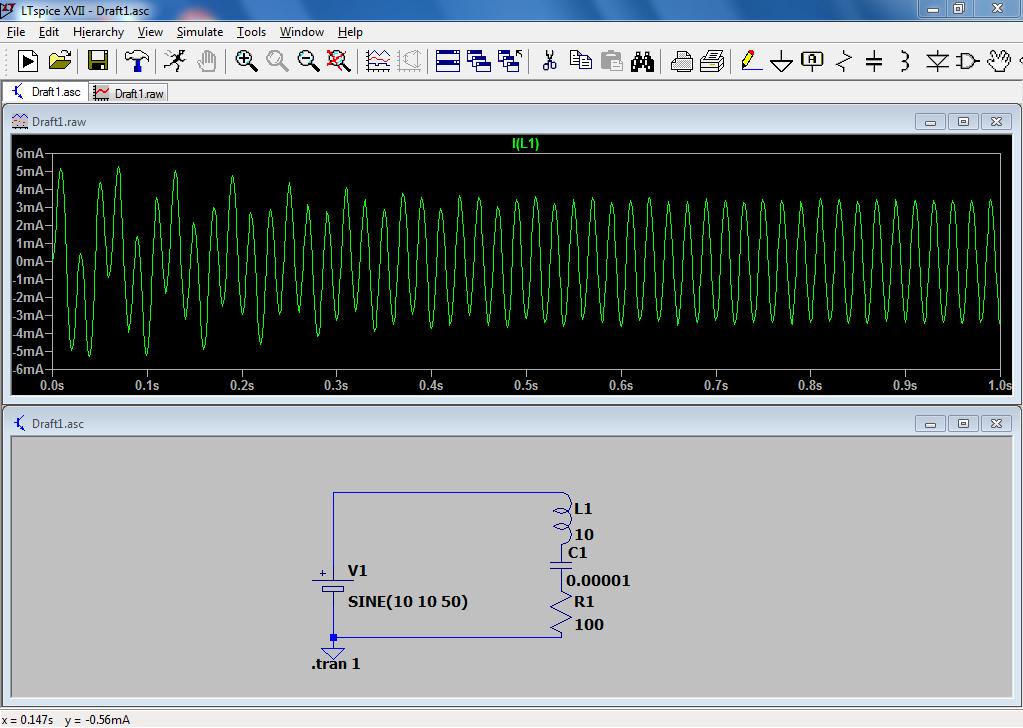 LTspice XVII - Draft1.asc
File Edit Hierarchy View Simulate Tools Window Help
Draft1.asc Draft1.raw
Draft1.raw
I(L1)
6mA
5mA
4mA
3mA
2mA
1mA
0mA
-1mA
-2mA
-3mA
-4mA
-5mA
-6mA
0.0s 0.1s 0.2s 0.3s 0.4s 0.5s 0.6s 0.7s 0.8s 0.9s 1.0s
Draft1.asc
L1
10
C1
V1
0.00001
SINE(10 10 50)
R1
100
.tran 1
x = 0.147s y = -0.56mA